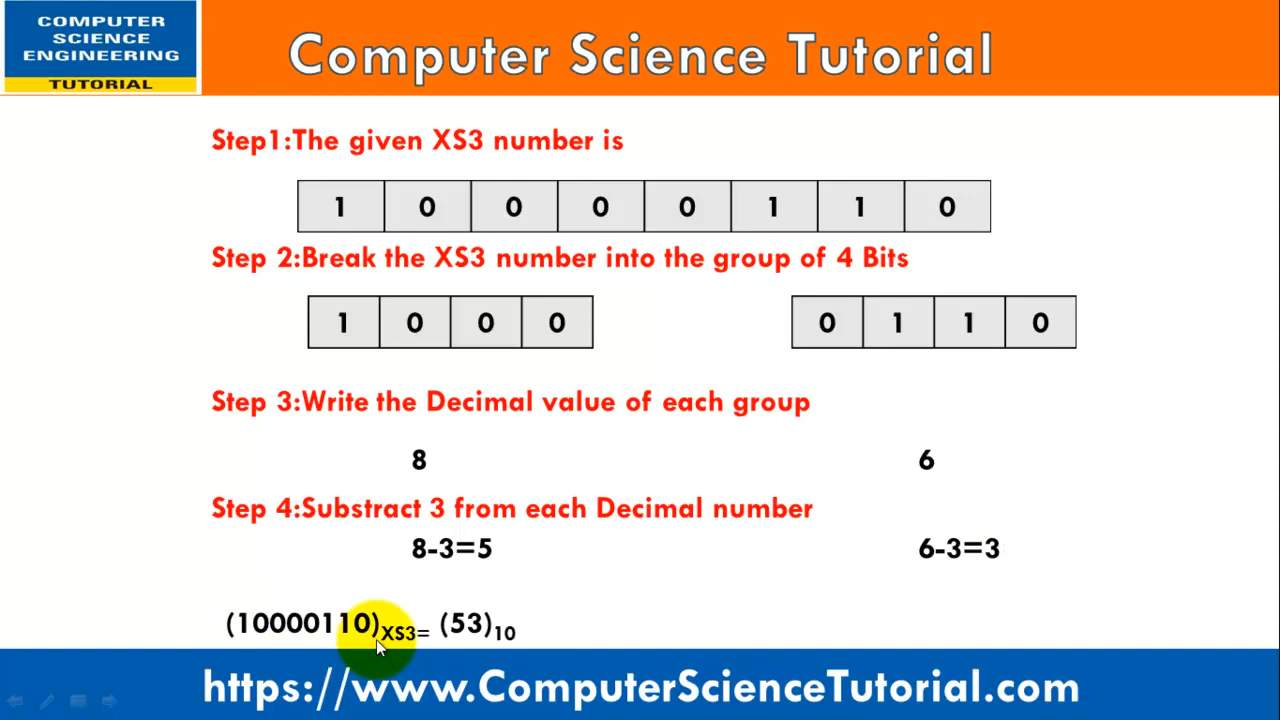 COMPUTER
SCIENCE
ENGINEERING
TUTORIAL
Computer Science Tutorial
Step1:The given XS3 number is
1 0 0 0 0 1 1 0
Step 2:Break the XS3 number into the group of 4 Bits
1 0 0 0 0 1 1 0
Step 3:Write the Decimal value of each group
8 6
Step 4:Substract 3 from each Decimal number
8-3=5 6-3=3
(10000110)XS3= (53)10
https://www.ComputerScienceTutorial.com